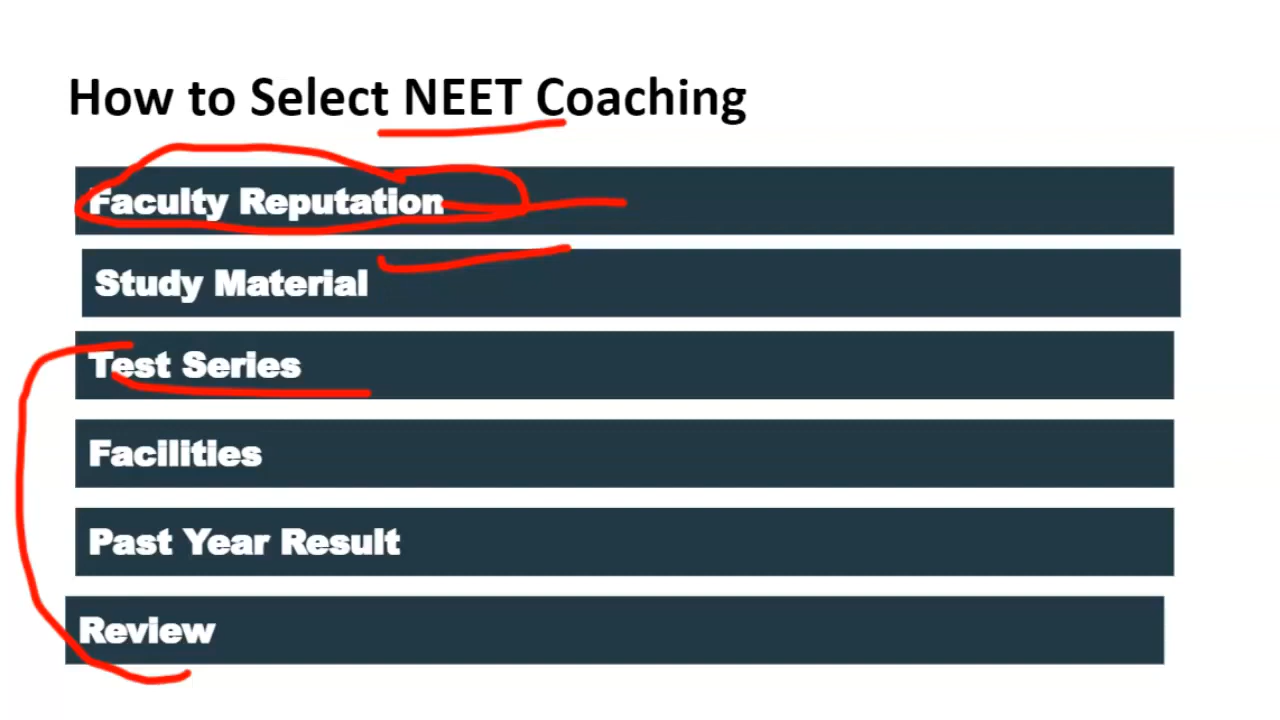 How to Select NEET Coaching
Faculty Reputation
Study Material
Test Series
Facilities
Past Year Result
Review